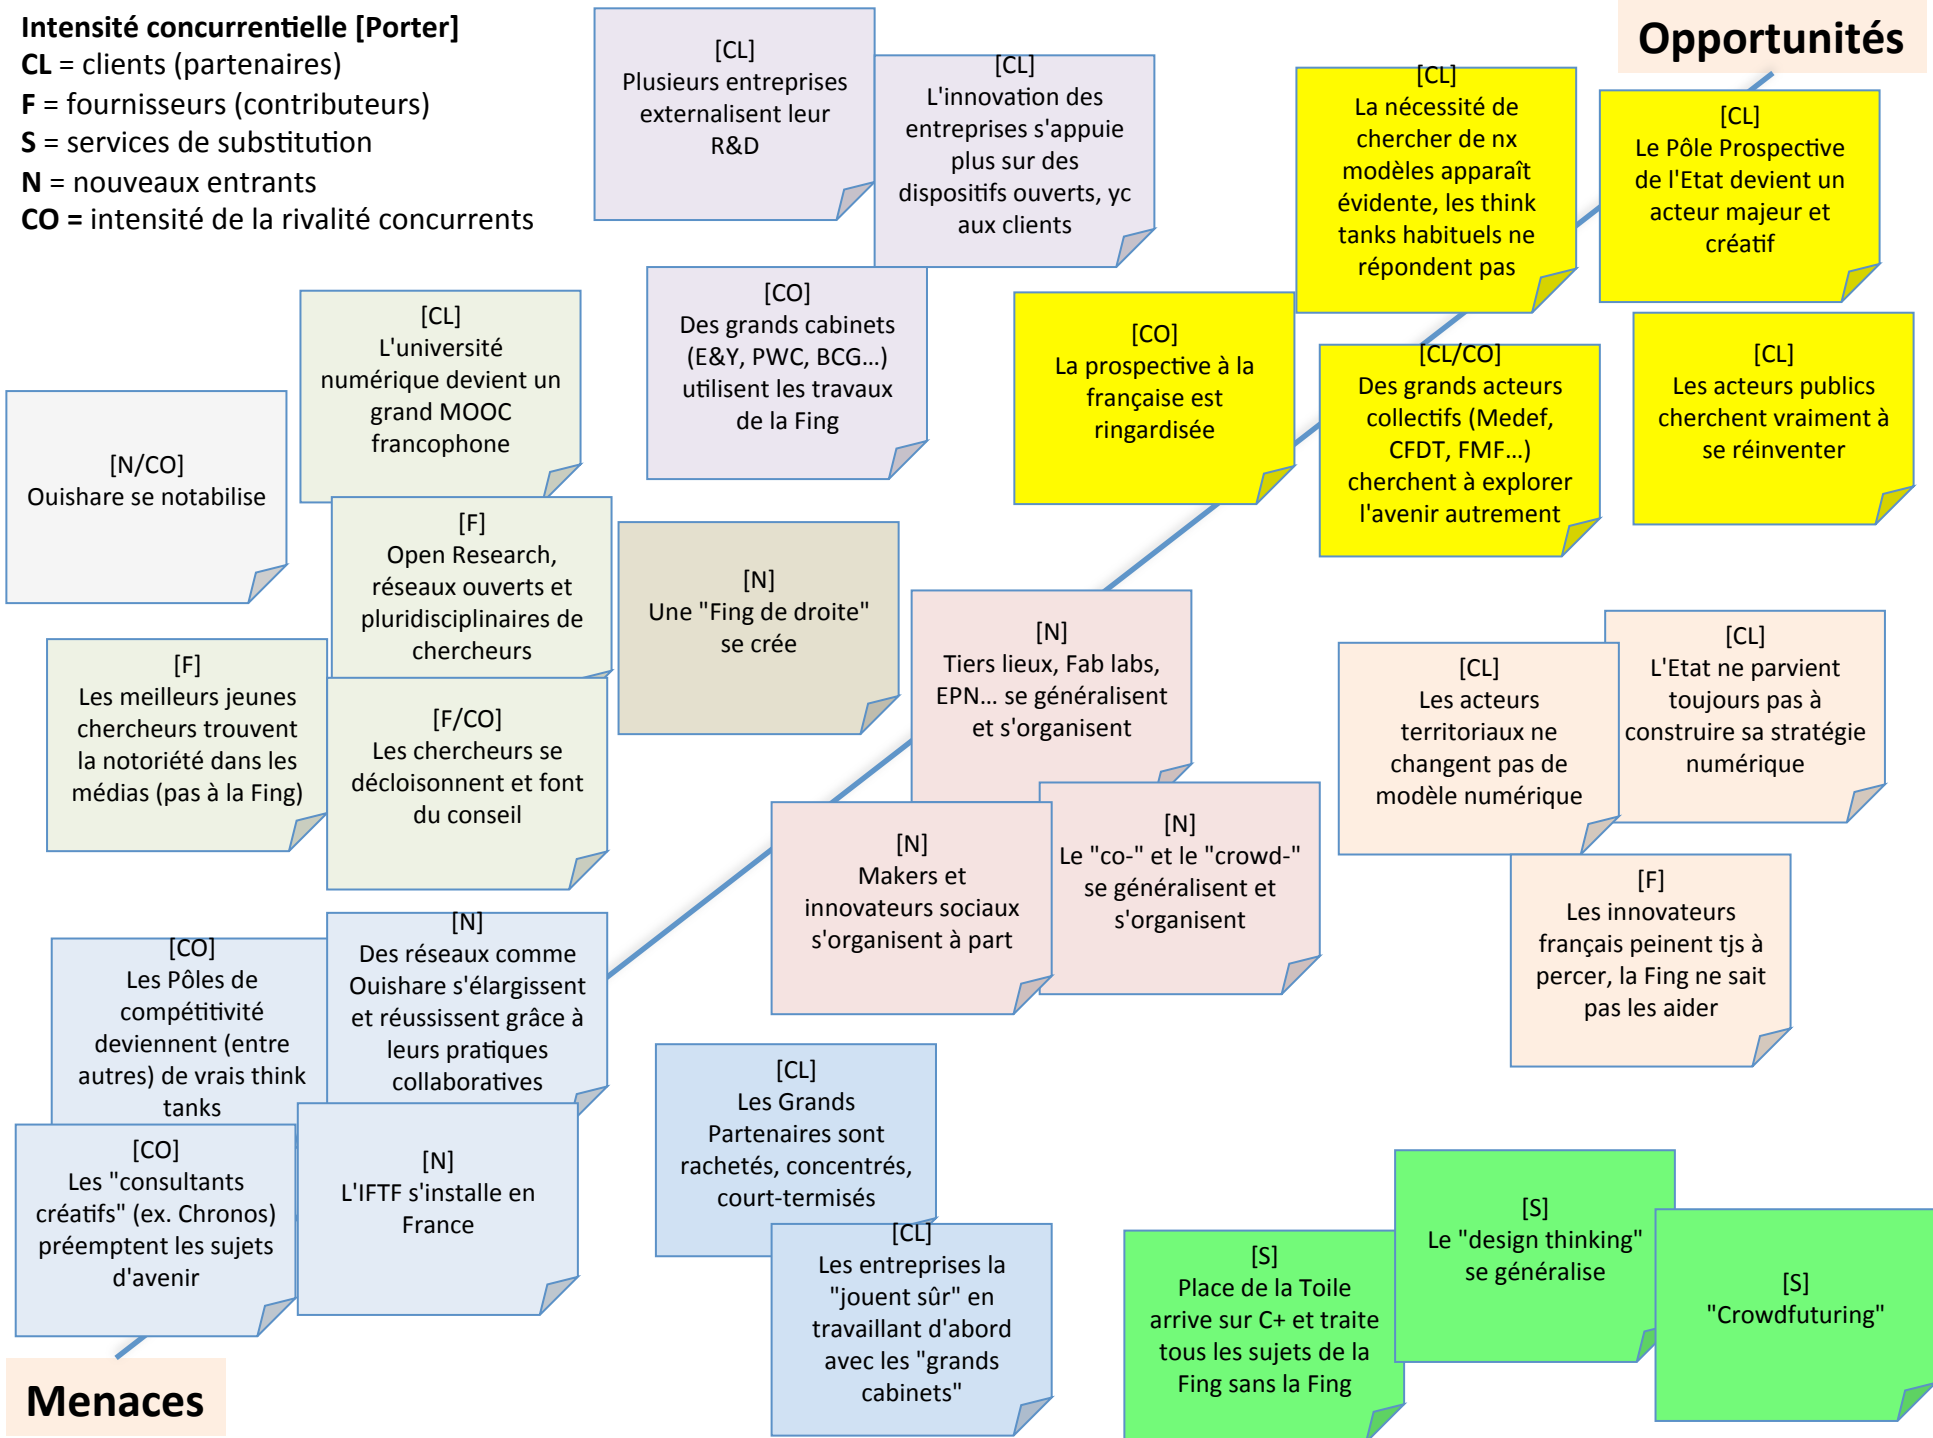 Intensité concurrentielle [Porter]
CL = clients (partenaires)
F = fournisseurs (contributeurs)
S = services de substitution
N = nouveaux entrants
CO = intensité de la rivalité concurrents
Opportunités
[CL]
Plusieurs entreprises
externalisent leur
R&D
[CL]
L'innovation des
entreprises s'appuie
plus sur des
dispositifs ouverts, yc
aux clients
[CL]
La nécessité de
chercher de nx
modèles apparaît
évidente, les think
tanks habituels ne
répondent pas
[CL]
Le Pôle Prospective
de l'Etat devient un
acteur majeur et
créatif
[CL]
L'université
numérique devient un
grand MOOC
francophone
[CO]
Des grands cabinets
(E&Y, PWC, BCG...)
utilisent les travaux
de la Fing
[CO]
La prospective à la
française est
ringardisée
[CL/CO]
Des grands acteurs
collectifs (Medef,
CFDT, FMF...)
cherchent à explorer
l'avenir autrement
[CL]
Les acteurs publics
cherchent vraiment à
se réinventer
[N/CO]
Ouishare se notabilise
[F]
Open Research,
réseaux ouverts et
pluridisciplinaires de
chercheurs
[N]
Une "Fing de droite"
se crée
[N]
Tiers lieux, Fab labs,
EPN... se généralisent
et s'organisent
[CL]
Les acteurs
territoriaux ne
changent pas de
modèle numérique
[CL]
L'Etat ne parvient
toujours pas à
construire sa stratégie
numérique
[F]
Les meilleurs jeunes
chercheurs trouvent
la notoriété dans les
médias (pas à la Fing)
[F/CO]
Les chercheurs se
décloisonnent et font
du conseil
[N]
Makers et
innovateurs sociaux
s'organisent à part
[N]
Le "co-" et le "crowd-"
se généralisent et
s'organisent
[F]
Les innovateurs
français peinent tjs à
percer, la Fing ne sait
pas les aider
[CO]
Les Pôles de
compétitivité
deviennent (entre
autres) de vrais think
tanks
[N]
Des réseaux comme
Ouishare s'élargissent
et réussissent grâce à
leurs pratiques
collaboratives
[CO]
Les "consultants
créatifs" (ex. Chronos)
préemptent les sujets
d'avenir
[N]
L'IFTF s'installe en
France
[CL]
Les Grands
Partenaires sont
rachetés, concentrés,
court-termisés
[CL]
Les entreprises la
"jouent sûr" en
travaillant d'abord
avec les "grands
cabinets"
[S]
Place de la Toile
arrive sur C+ et traite
tous les sujets de la
Fing sans la Fing
[S]
Le "design thinking"
se généralise
[S]
"Crowdfuturing"
Menaces